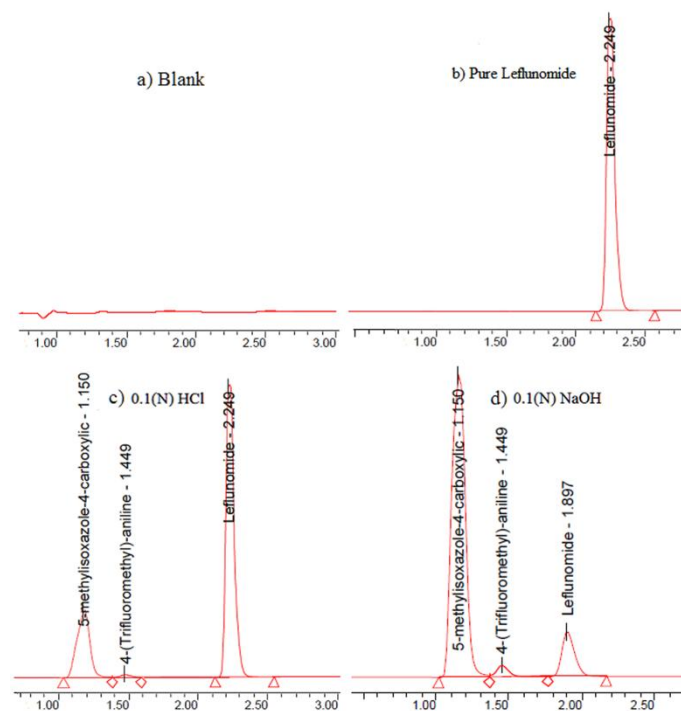 a) Blank
1.00 1.50 2.00 2.50 3.00
b) Pure Leflunomide
Leflunomide - 2.249
1.00 1.50 2.00 2.50
c) 0.1(N) HCl
5-methylisoxazole-4-carboxylic - 1.150
4-(Trifluoromethyl)-aniline - 1.449
Leflunomide - 2.249
1.00 1.50 2.00 2.50 3.00
d) 0.1(N) NaOH
5-methylisoxazole-4-carboxylic - 1.150
4-(Trifluoromethyl)-aniline - 1.449
Leflunomide - 1.897
1.00 1.50 2.00 2.50